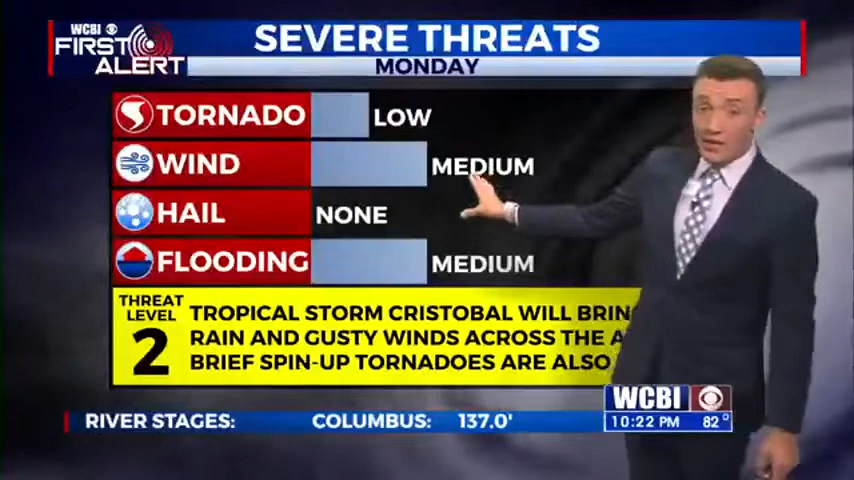 WCBI
FIRST
ALERT
SEVERE THREATS
MONDAY
TORNADO LOW
WIND MEDIUM
HAIL NONE
FLOODING MEDIUM
THREAT
LEVEL
2
TROPICAL STORM CRISTOBAL WILL BRING
RAIN AND GUSTY WINDS ACROSS THE
BRIEF SPIN-UP TORNADOES ARE ALSO
WCBI
10:22 PM 82°
RIVER STAGES: COLUMBUS: 137.0'